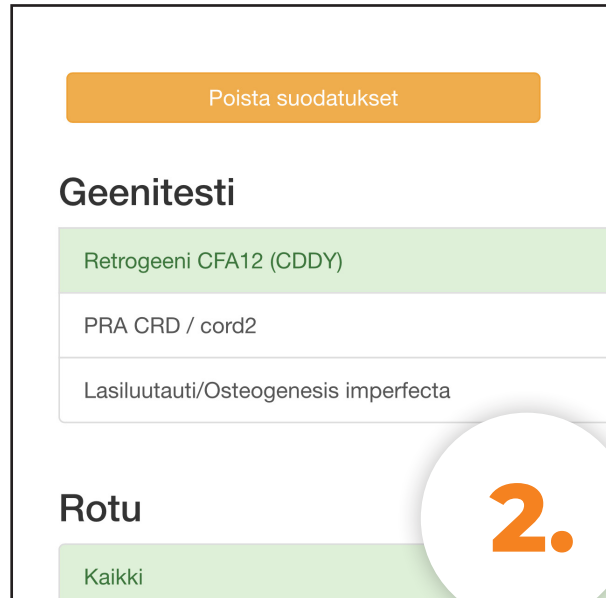 Poista suodatukset
Geenitesti
Retrogeeni CFA12 (CDDY)
PRA CRD / cord2
Lasiluutauti/Osteogenesis imperfecta
Rotu
2.
Kaikki